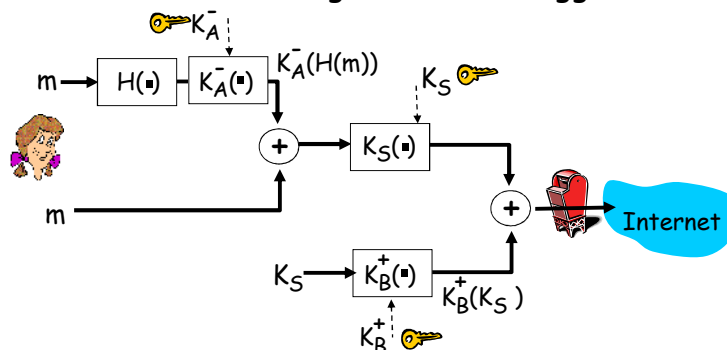 K_A^-
m H(▪) K_A^-(▪) K_A^-(H(m))
K_S
+ K_S(▪)
m + Internet
K_S K_B^+(▪) K_B^+(K_S )
K_B^+